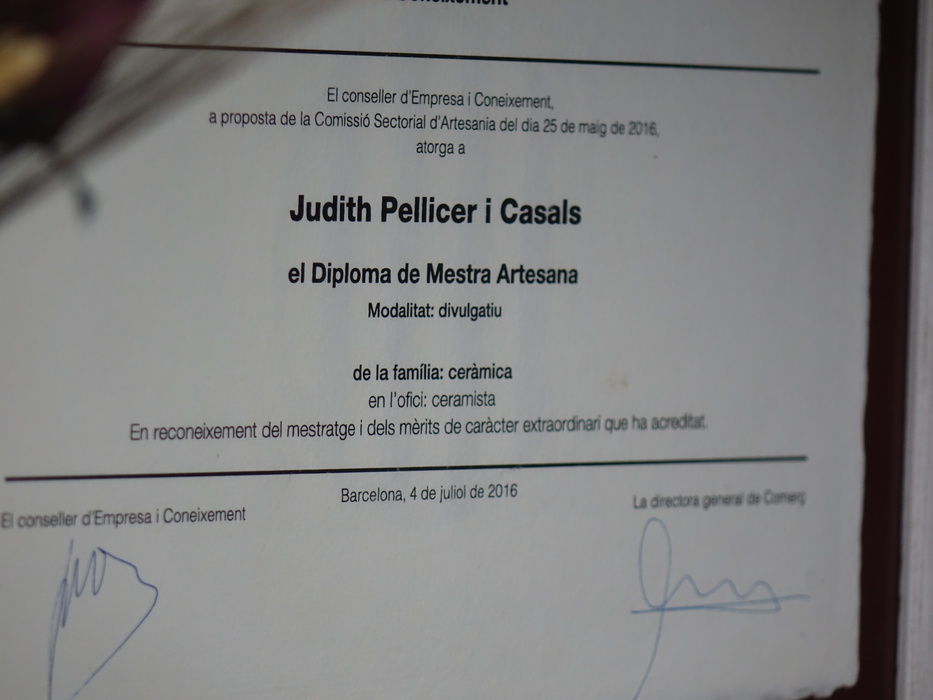 Coneixement
El conseller d'Empresa i Coneixement,
a proposta de la Comissió Sectorial d'Artesania del dia 25 de maig de 2016,
atorga a
Judith Pellicer i Casals
el Diploma de Mestra Artesana
Modalitat: divulgatiu
de la família: ceràmica
en l'ofici: ceramista
En reconeixement del mestratge i dels mèrits de caràcter extraordinari que ha acreditat.
Barcelona, 4 de juliol de 2016
El conseller d'Empresa i Coneixement
La directora general de Comerç